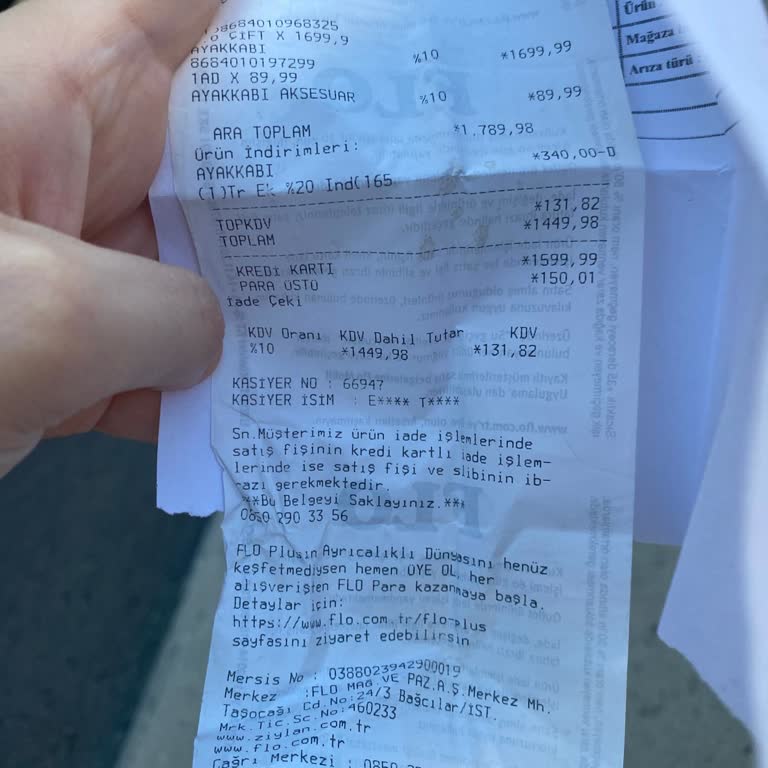 8684010968325
ÇİFT X 1699,9
AYAKKABI %10 *1699,99
8684010197299
1AD X 89,99
AYAKKABI AKSESUAR %10 *89,99
ARA TOPLAM *1.789,98
Ürün İndirimleri:
AYAKKABI *340,00-D
(1)Tr Ek %20 Ind(165
TOPKDV *131,82
TOPLAM *1449,98
KREDİ KARTI *1599,99
PARA ÜSTÜ *150,01
İade Çeki
KDV Oranı KDV Dahil Tutar KDV
%10 *1449,98 *131,82
KASİYER NO : 66947
KASİYER İSİM : E**** T****
Sn.Müşterimiz ürün iade işlemlerinde
satış fişinin kredi kartlı iade işlem-
lerinde ise satış fişi ve slibinin ib-
razı gerekmektedir.
**Bu Belgeyi Saklayınız.***
0850 290 33 56
FLO Plusın Ayrıcalıklı Dünyasını henüz
keşfetmediysen hemen ÜYE OL, her
alışverişten FLO Para kazanmaya başla.
Detaylar için:
https://www.flo.com.tr/flo-plus
sayfasını ziyaret edebilirsin
Mersis No : 0388023942900019
Merkez :FLO MAĞ VE PAZ.A.Ş.Merkez Mh.
Taşocağı Cd.No:24/3 Bağcılar/İST.
Mrk.Tic.Sc.No:460233
www.ziylan.com.tr
www.flo.com.tr
Çağrı Merkezi : 0850
Ürün
Mağaza
Arıza türü :